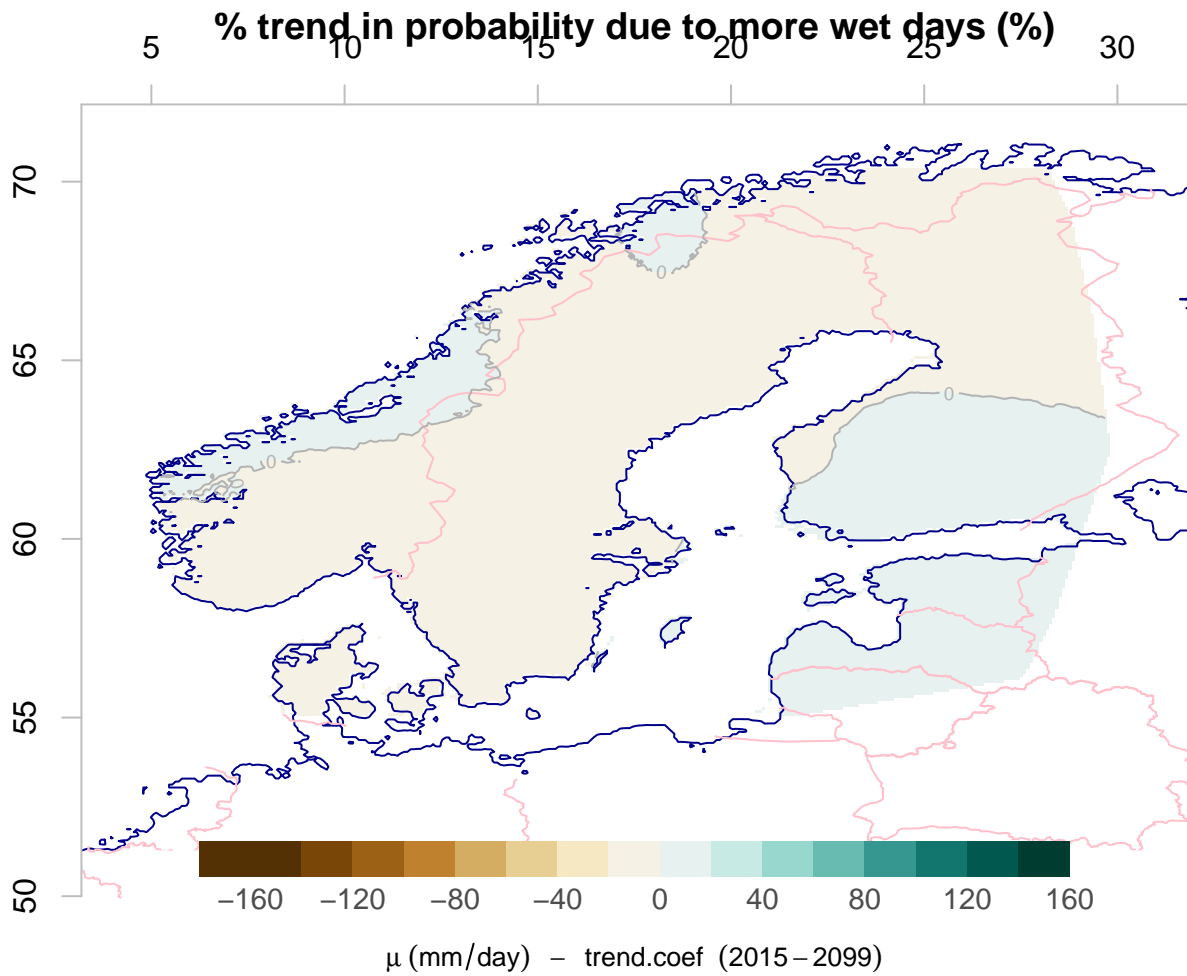 % trend in probability due to more wet days (%)
5 10 15 20 25 30
70
65
60
55
50
0
0
0
−160 −120 −80 −40 0 40 80 120 160
μ (mm/day) − trend.coef (2015−2099)